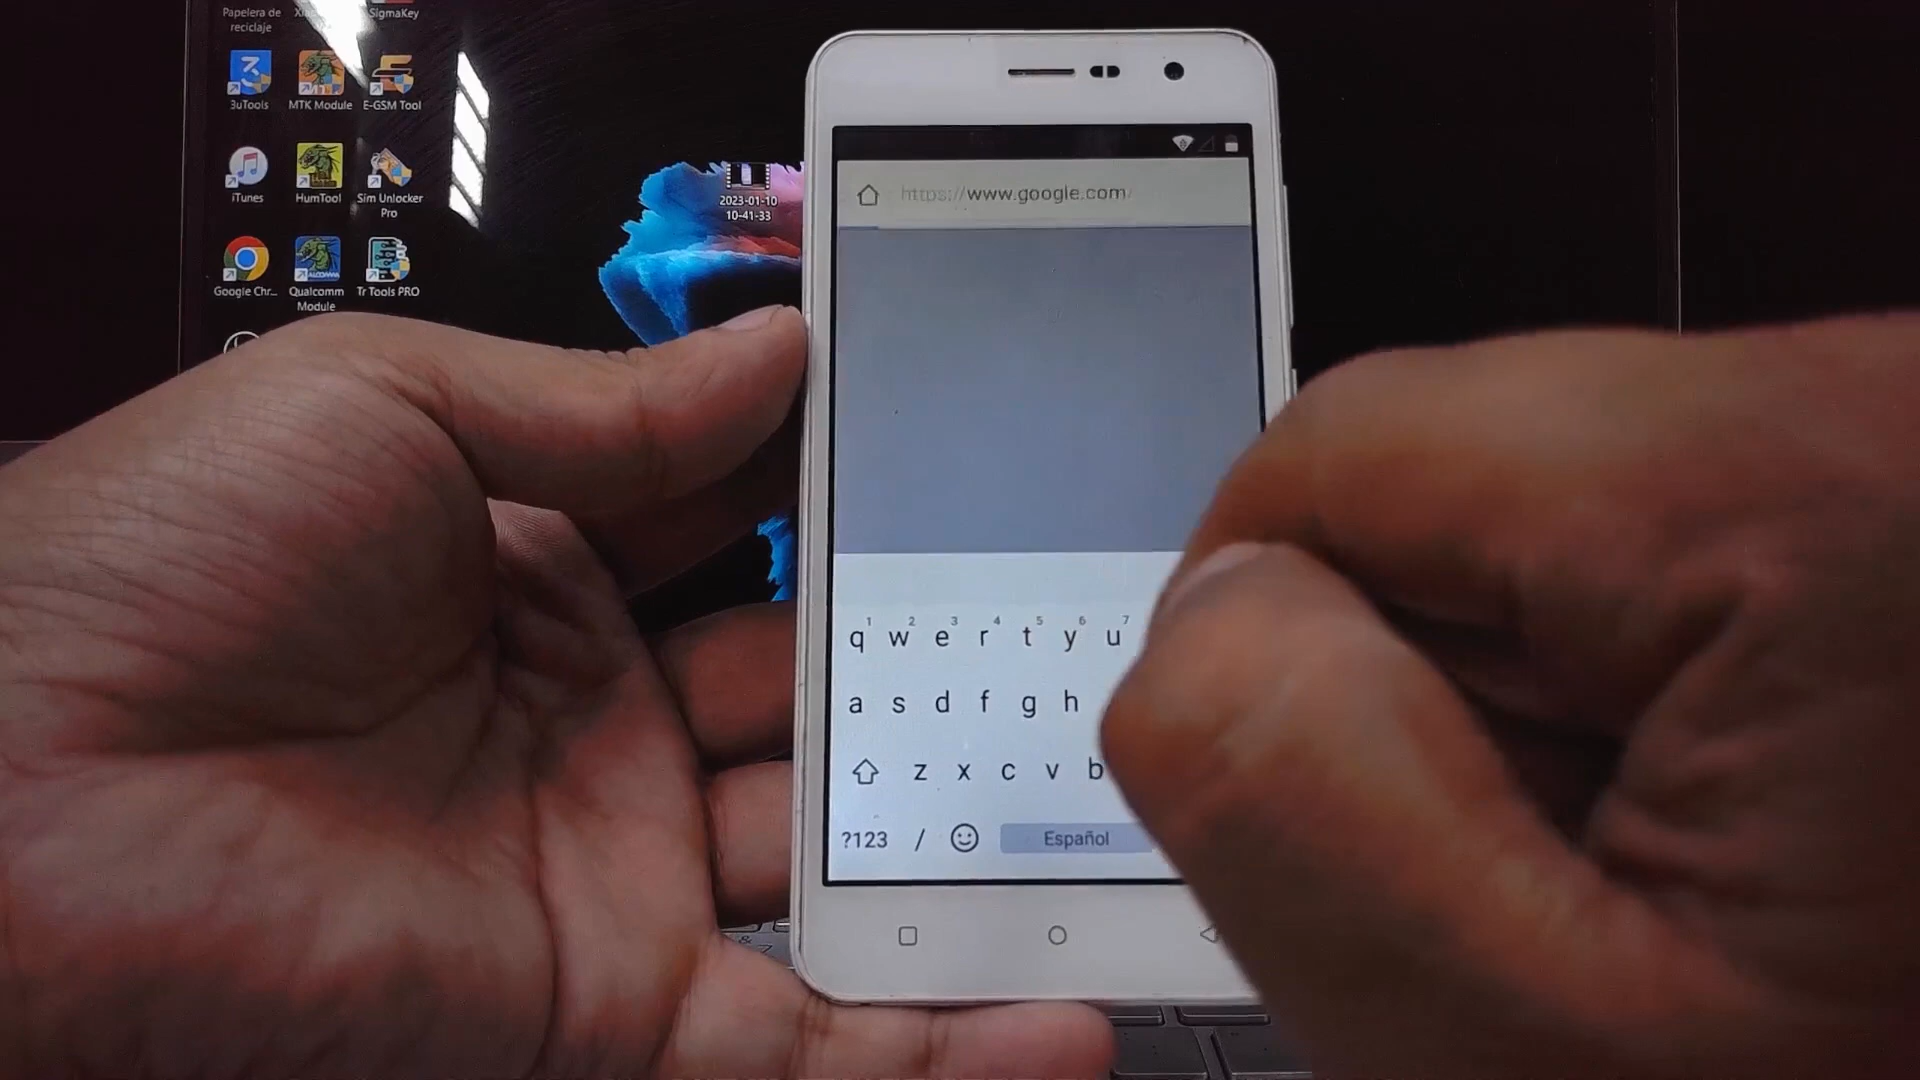 Papelera de
reciclaje
SigmaKey
3uTools
MTK Module
E-GSM Tool
iTunes
HumTool
Sim Unlocker
Pro
Google Chr...
Qualcomm
Module
Tr Tools PRO
2023-01-10
10-41-33
https://www.google.com/
1 2 3 4 5 6 7
q w e r t y u
a s d f g h
z x c v b
?123 / Español